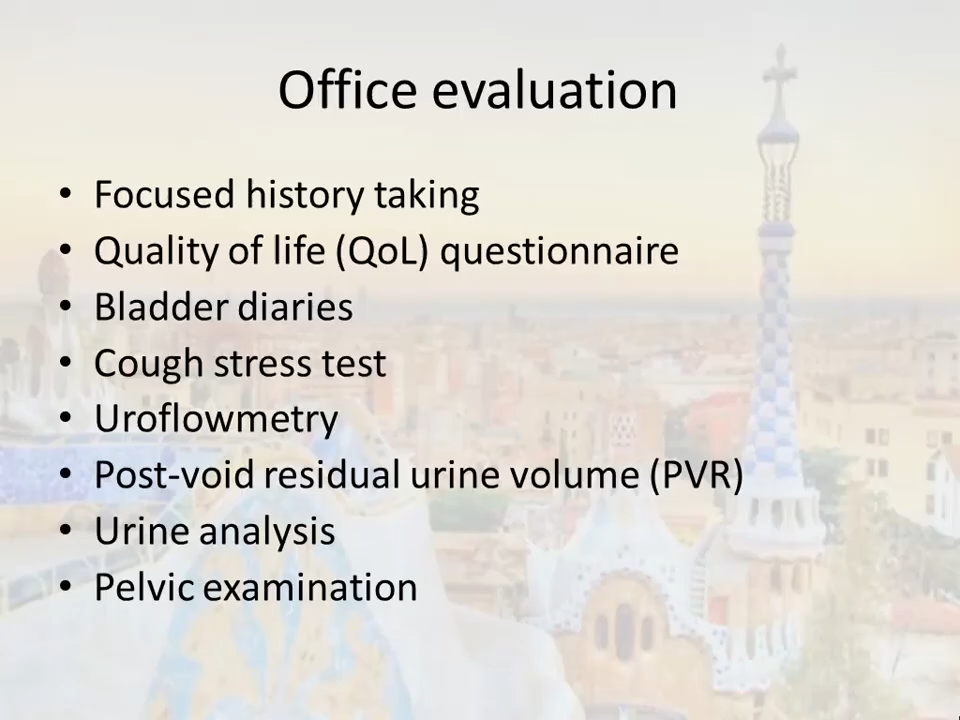 Office evaluation
• Focused history taking
• Quality of life (QoL) questionnaire
• Bladder diaries
• Cough stress test
• Uroflowmetry
• Post-void residual urine volume (PVR)
• Urine analysis
• Pelvic examination